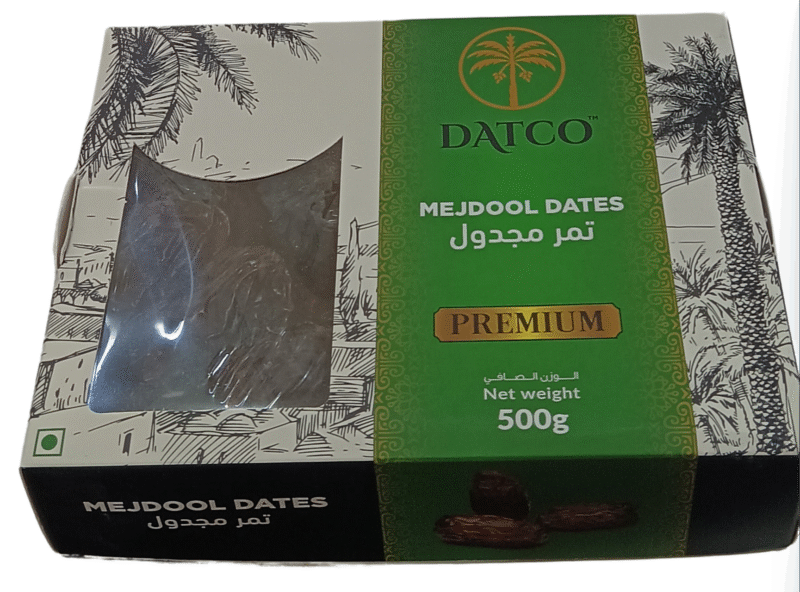 DATCO™
MEJDOOL DATES
تمر مجدول
PREMIUM
الوزن الصافي
Net weight
500g
MEJDOOL DATES
تمر مجدول